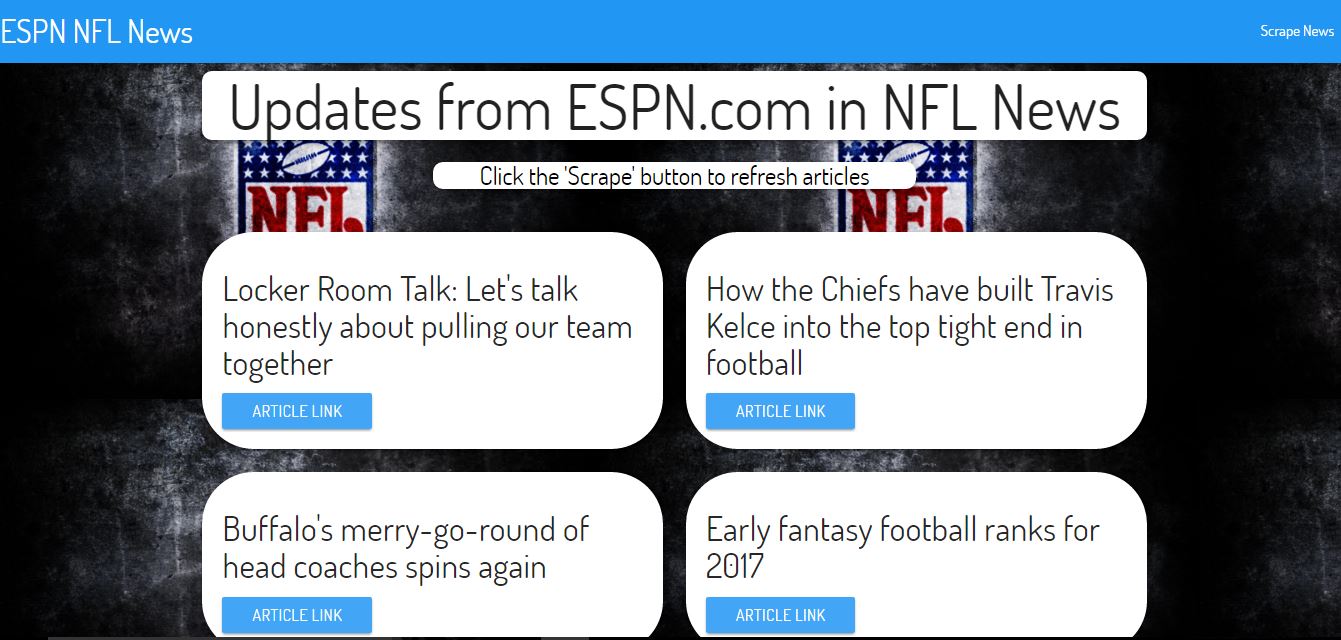 ESPN NFL News
Scrape News
Updates from ESPN.com in NFL News
Click the 'Scrape' button to refresh articles
NFL
NFL
Locker Room Talk: Let's talk
honestly about pulling our team
together
ARTICLE LINK
How the Chiefs have built Travis
Kelce into the top tight end in
football
ARTICLE LINK
Buffalo's merry-go-round of
head coaches spins again
ARTICLE LINK
Early fantasy football ranks for
2017
ARTICLE LINK